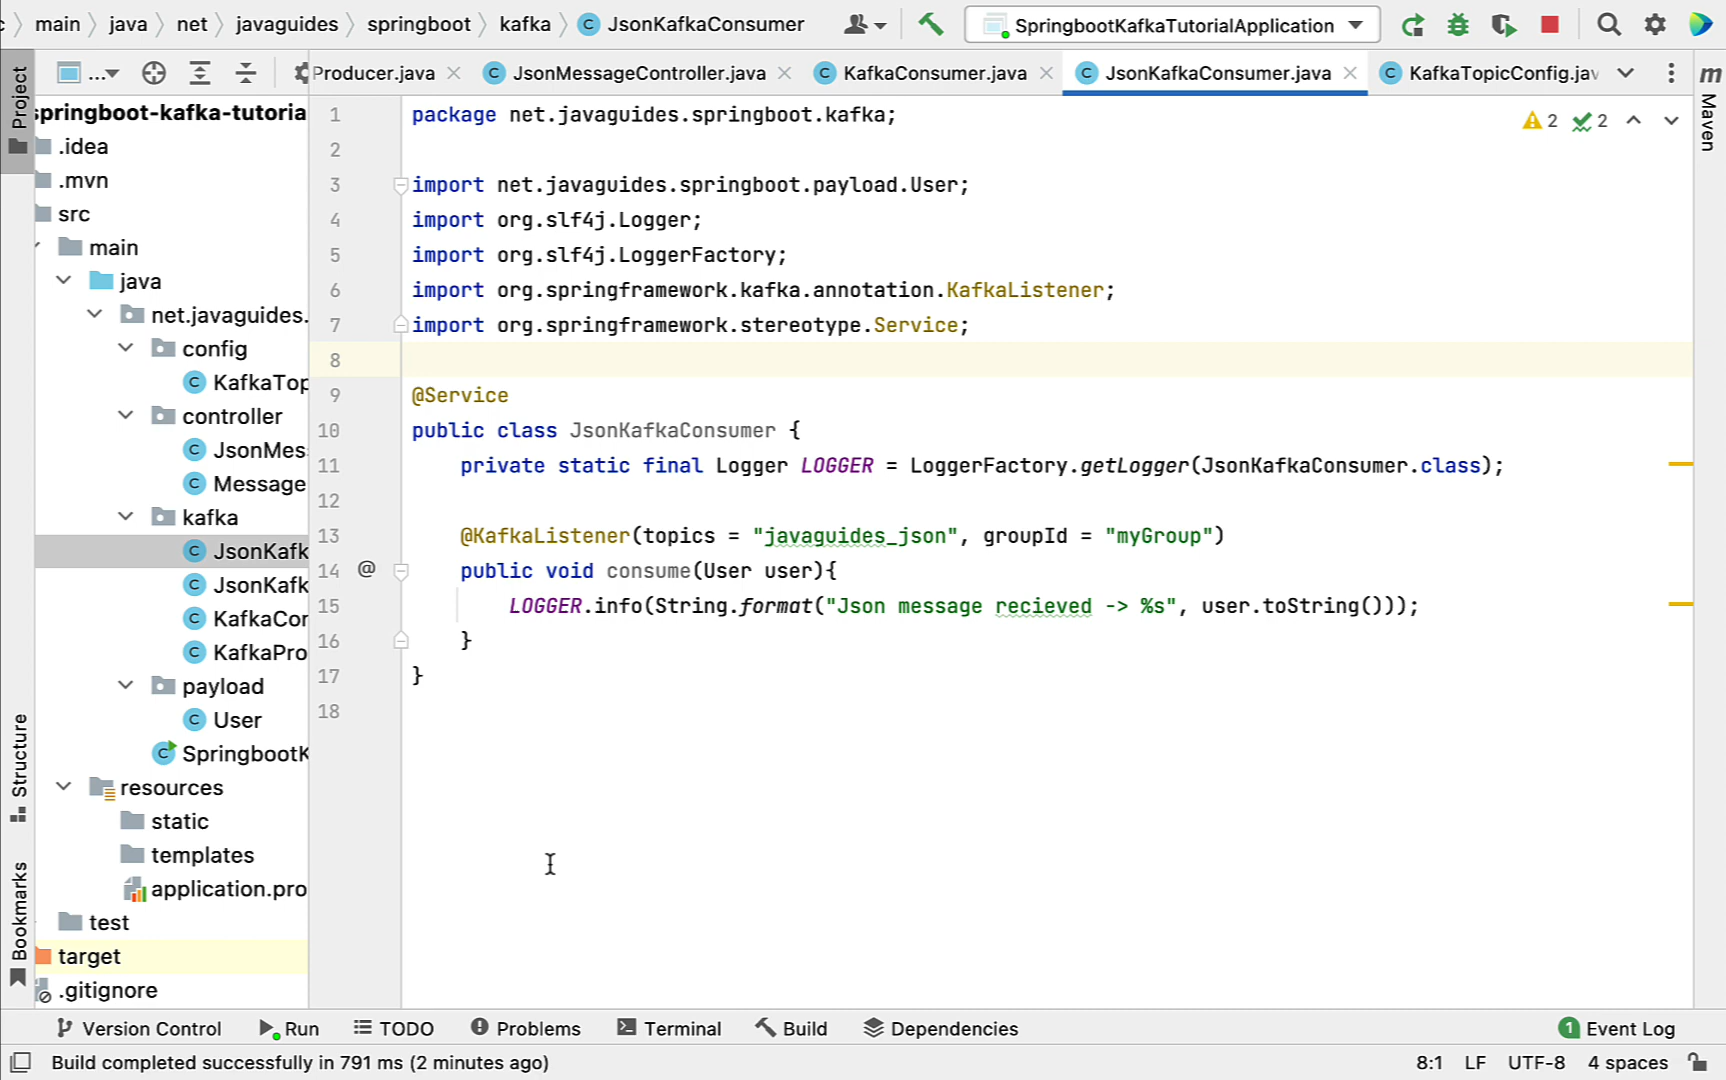 main java net javaguides springboot kafka JsonKafkaConsumer SpringbootKafkaTutorialApplication
... Producer.java JsonMessageController.java KafkaConsumer.java JsonKafkaConsumer.java KafkaTopicConfig.jav
Project
Structure
Bookmarks
m Maven
springboot-kafka-tutoria
.idea
.mvn
src
main
java
net.javaguides.
config
KafkaTop
controller
JsonMes
Message
kafka
JsonKafk
JsonKafk
KafkaCor
KafkaPro
payload
User
SpringbootK
resources
static
templates
application.pro
test
target
.gitignore
2 2
1 package net.javaguides.springboot.kafka;
2
3 import net.javaguides.springboot.payload.User;
4 import org.slf4j.Logger;
5 import org.slf4j.LoggerFactory;
6 import org.springframework.kafka.annotation.KafkaListener;
7 import org.springframework.stereotype.Service;
8
9 @Service
10 public class JsonKafkaConsumer {
11 private static final Logger LOGGER = LoggerFactory.getLogger(JsonKafkaConsumer.class);
12
13 @KafkaListener(topics = "javaguides_json", groupId = "myGroup")
14 @ public void consume(User user){
15 LOGGER.info(String.format("Json message recieved -> %s", user.toString()));
16 }
17 }
18
Version Control Run TODO Problems Terminal Build Dependencies 1 Event Log
Build completed successfully in 791 ms (2 minutes ago) 8:1 LF UTF-8 4 spaces